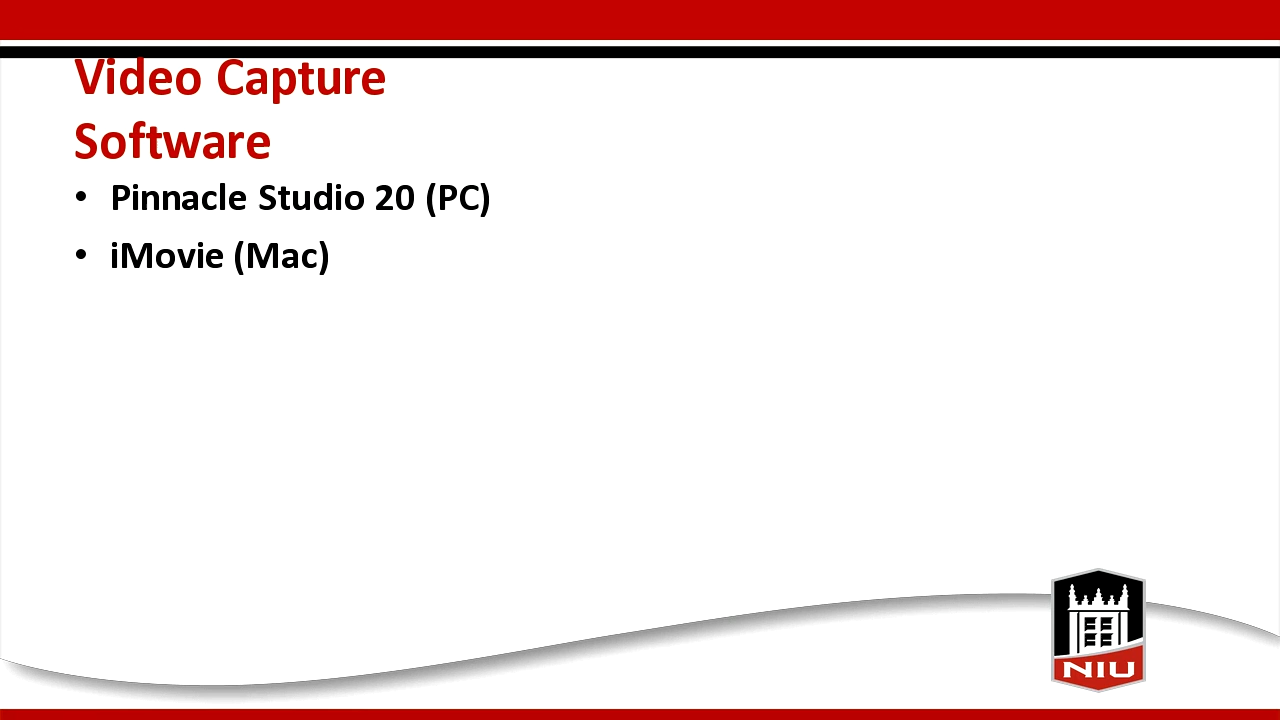 Video Capture
Software
• Pinnacle Studio 20 (PC)
• iMovie (Mac)
NIU